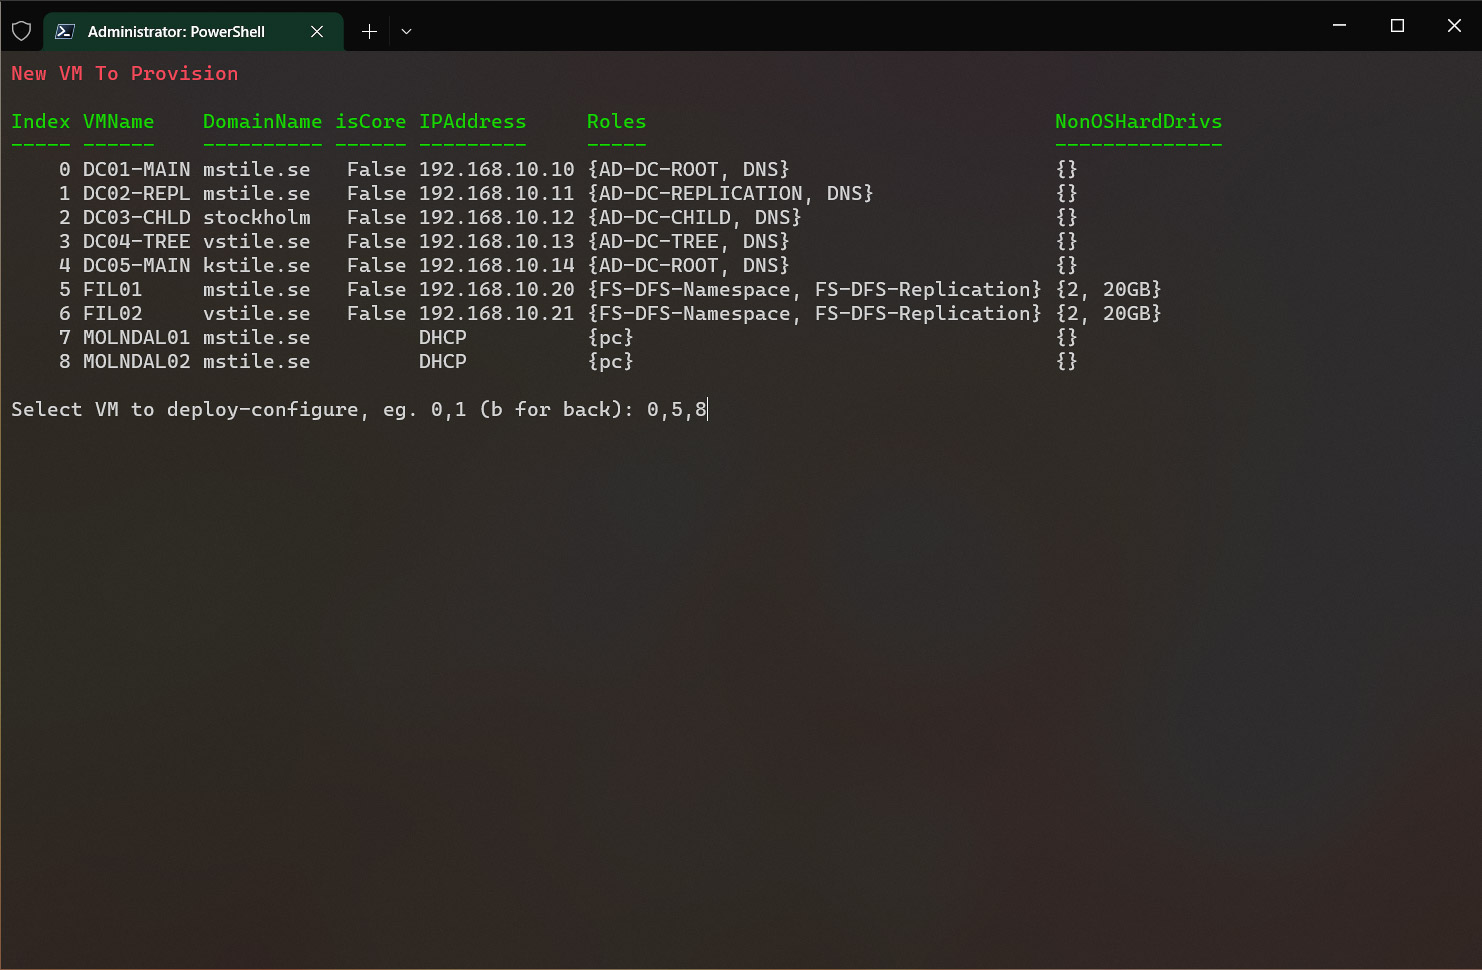 Administrator: PowerShell
New VM To Provision
Index VMName    DomainName isCore IPAddress     Roles                                  NonOSHardDrivs
----- ------    ---------- ------ ---------     -----                                  --------------
    0 DC01-MAIN mstile.se   False 192.168.10.10 {AD-DC-ROOT, DNS}                      {}
    1 DC02-REPL mstile.se   False 192.168.10.11 {AD-DC-REPLICATION, DNS}               {}
    2 DC03-CHLD stockholm   False 192.168.10.12 {AD-DC-CHILD, DNS}                     {}
    3 DC04-TREE vstile.se   False 192.168.10.13 {AD-DC-TREE, DNS}                      {}
    4 DC05-MAIN kstile.se   False 192.168.10.14 {AD-DC-ROOT, DNS}                      {}
    5 FIL01     mstile.se   False 192.168.10.20 {FS-DFS-Namespace, FS-DFS-Replication} {2, 20GB}
    6 FIL02     vstile.se   False 192.168.10.21 {FS-DFS-Namespace, FS-DFS-Replication} {2, 20GB}
    7 MOLNDAL01 mstile.se         DHCP          {pc}                                   {}
    8 MOLNDAL02 mstile.se         DHCP          {pc}                                   {}
Select VM to deploy-configure, eg. 0,1 (b for back): 0,5,8